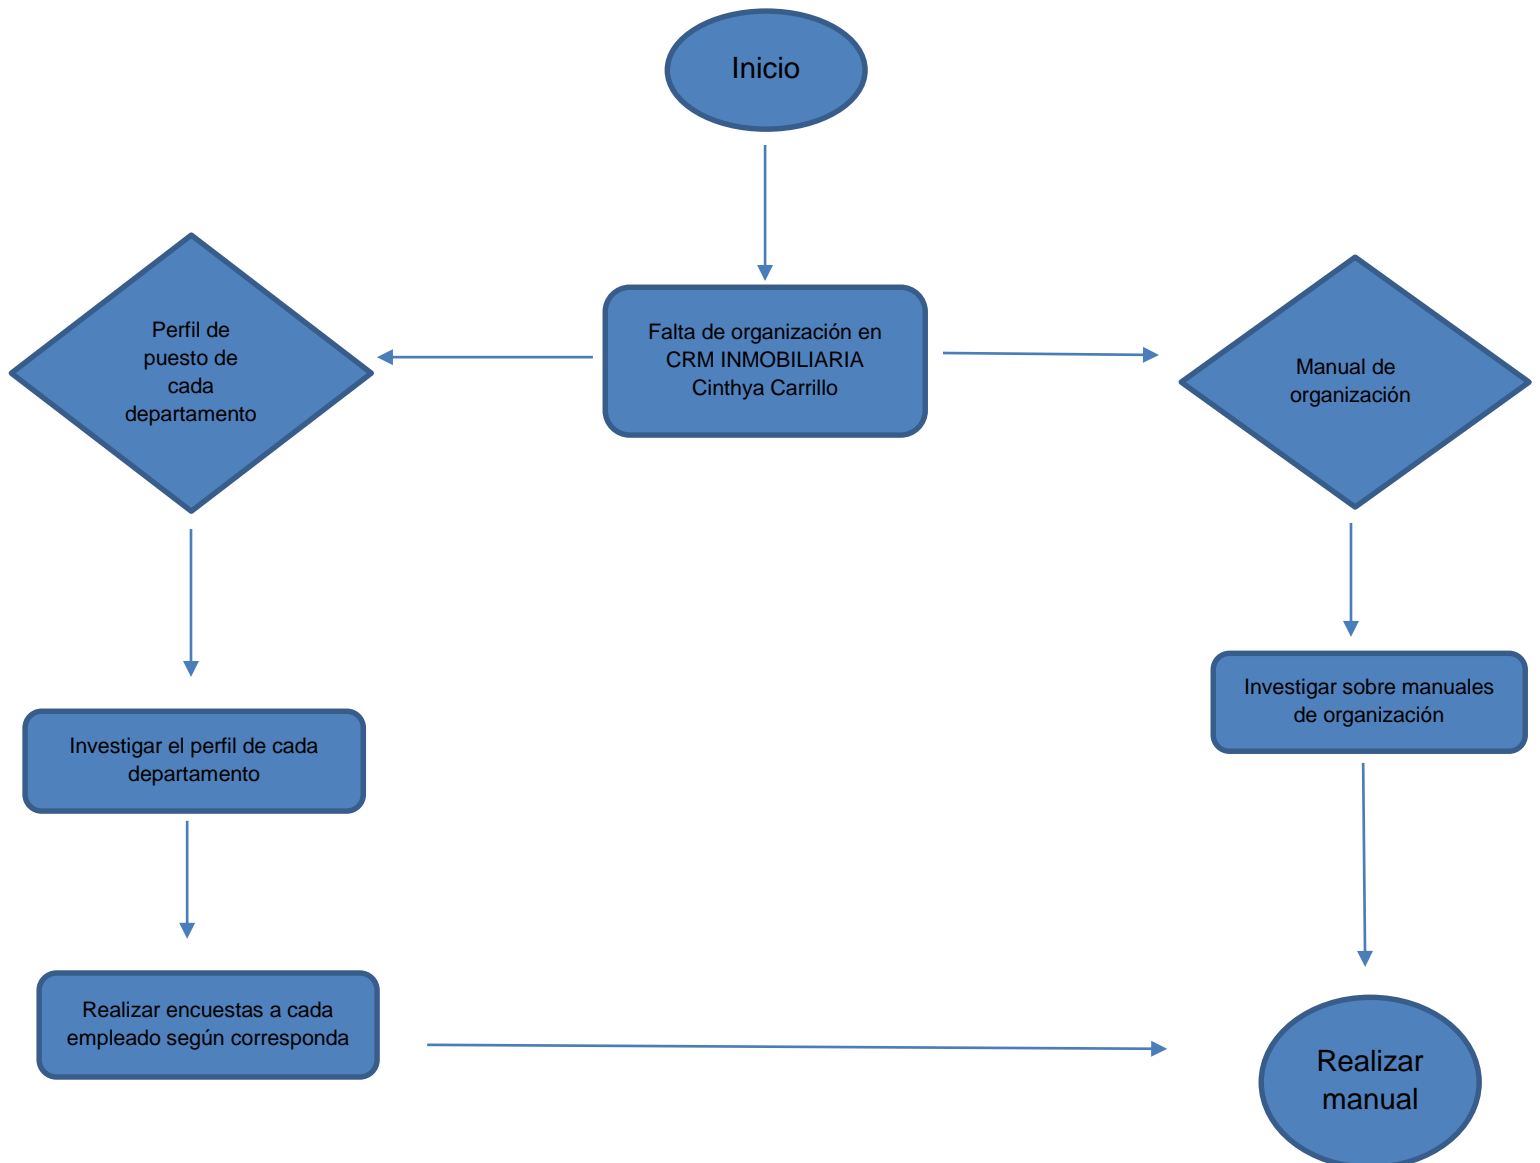 Inicio
Perfil de
puesto de
cada
departamento
Falta de organización en
CRM INMOBILIARIA
Cinthya Carrillo
Manual de
organización
Investigar el perfil de cada
departamento
Investigar sobre manuales
de organización
Realizar encuestas a cada
empleado según corresponda
Realizar
manual